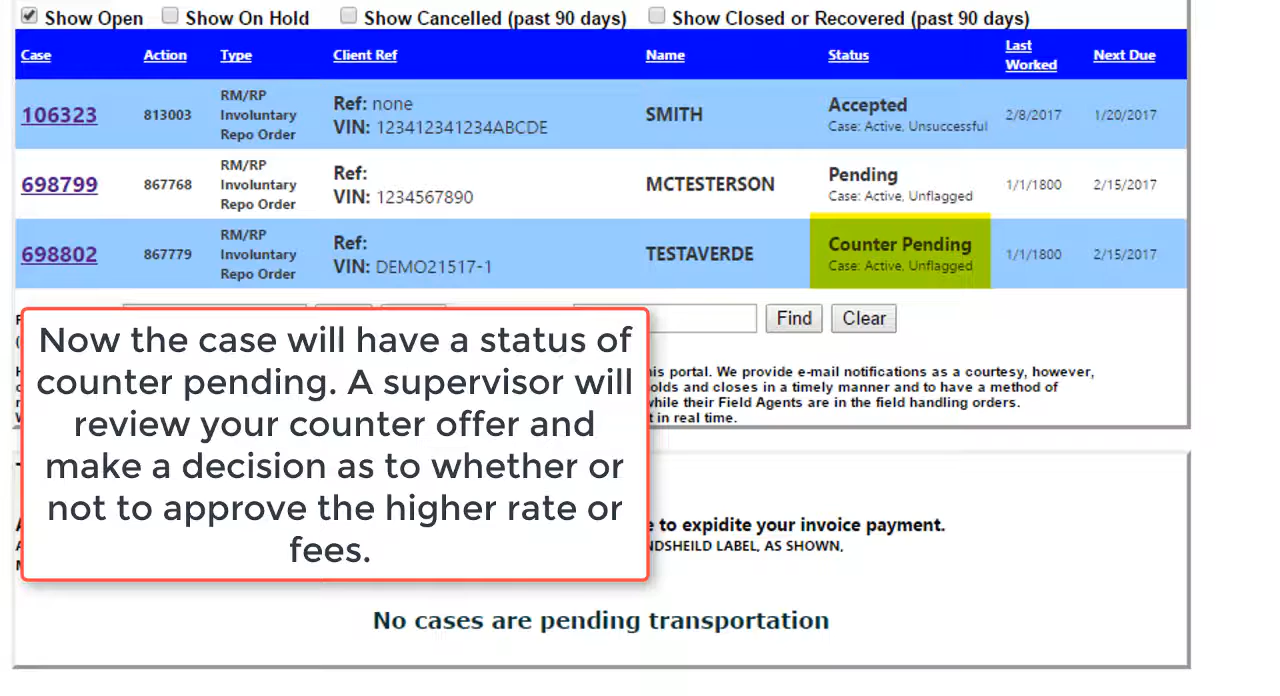 Show Open Show On Hold Show Cancelled (past 90 days) Show Closed or Recovered (past 90 days)
Case Action Type Client Ref Name Status Last Worked Next Due
106323 813003 RM/RP Involuntary Repo Order Ref: none SMITH Accepted 2/8/2017 1/20/2017
VIN: 123412341234ABCDE Case: Active, Unsuccessful
698799 867768 RM/RP Involuntary Repo Order Ref: MCTESTERSON Pending 1/1/1800 2/15/2017
VIN: 1234567890 Case: Active, Unflagged
698802 867779 RM/RP Involuntary Repo Order Ref: TESTAVERDE Counter Pending 1/1/1800 2/15/2017
VIN: DEMO21517-1 Case: Active, Unflagged
Find Clear
Now the case will have a status of
counter pending. A supervisor will
review your counter offer and
make a decision as to whether or
not to approve the higher rate or
fees.
his portal. We provide e-mail notifications as a courtesy, however,
olds and closes in a timely manner and to have a method of
while their Field Agents are in the field handling orders.
t in real time.
e to expidite your invoice payment.
NDSHEILD LABEL, AS SHOWN,
No cases are pending transportation